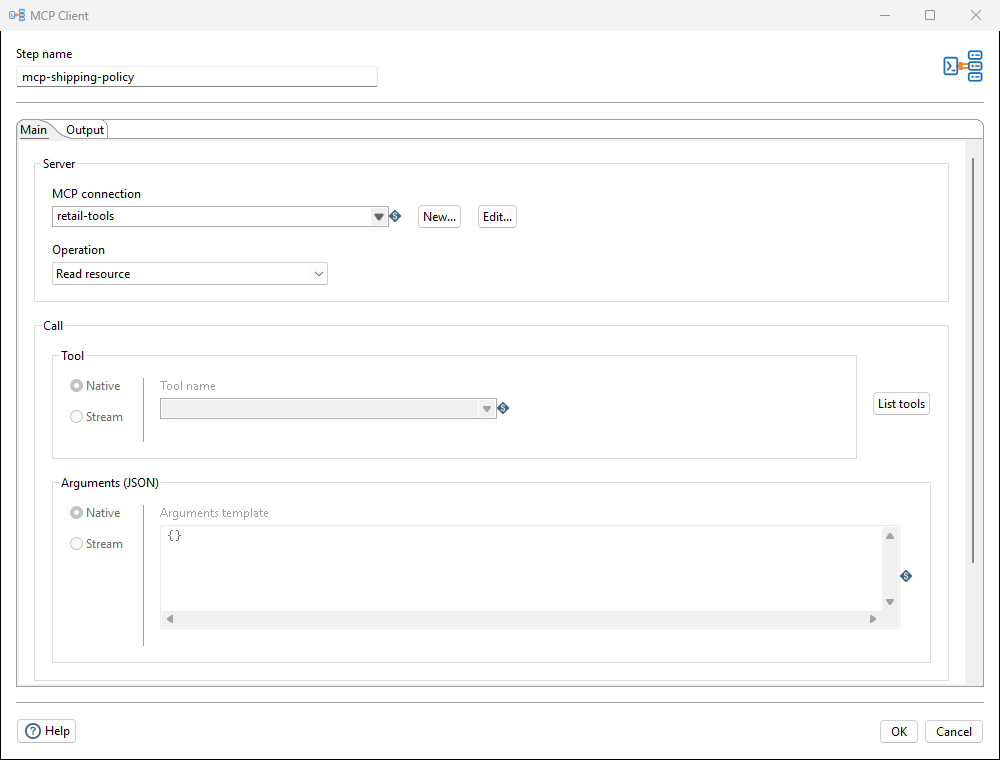 MCP Client
Step name
mcp-shipping-policy
Main
Output
Server
MCP connection
retail-tools
New...
Edit...
Operation
Read resource
Call
Tool
Native
Tool name
Stream
List tools
Arguments (JSON)
Native
Arguments template
{}
Stream
Help
OK
Cancel